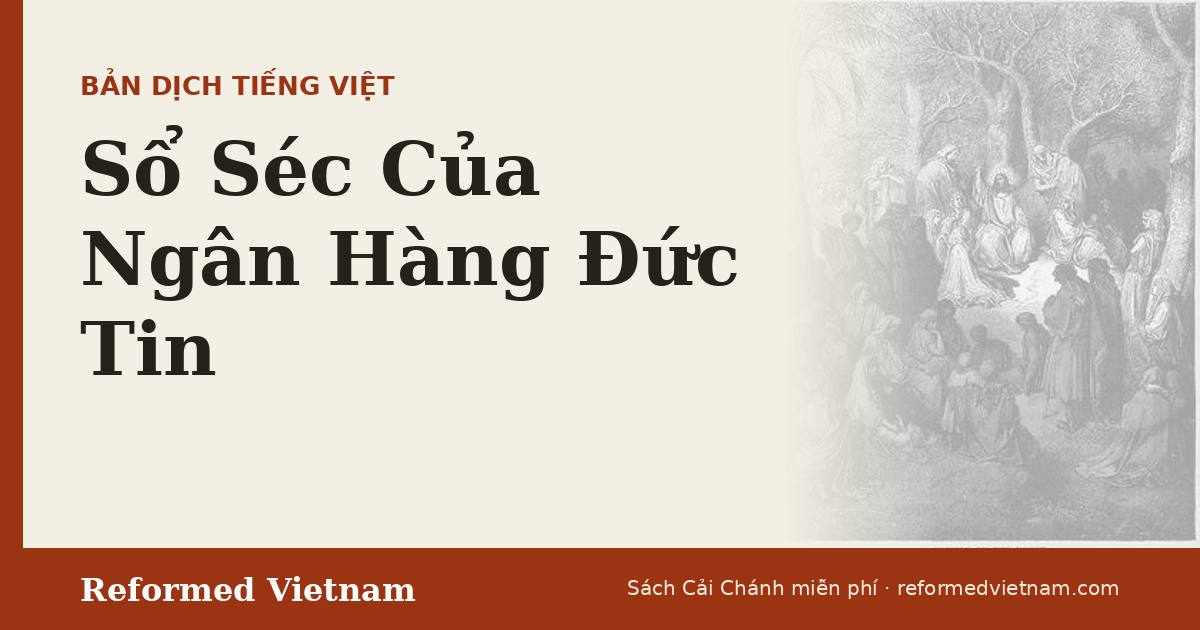 BẢN DỊCH TIẾNG VIỆT
Sổ Séc Của
Ngân Hàng Đức
Tin
Reformed Vietnam
Sách Cải Chánh miễn phí · reformedvietnam.com